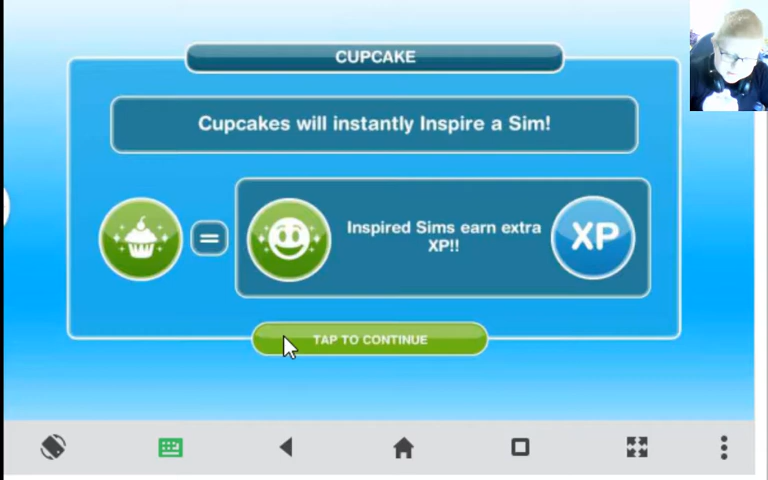 CUPCAKE
Cupcakes will instantly Inspire a Sim!
Inspired Sims earn extra
XP!!
XP
TAP TO CONTINUE